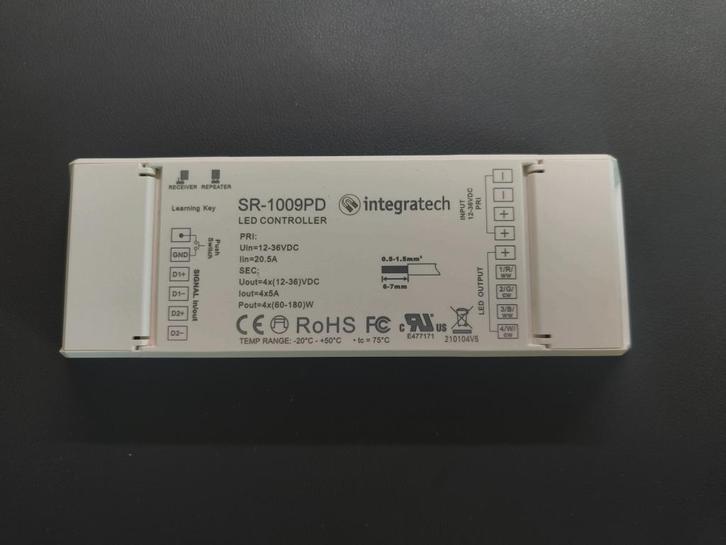 RECEIVER REPEATER
Learning Key
Push
Switch
GND
D1+
D1−
D2+
D2−
SIGNAL in/out
SR-1009PD
LED CONTROLLER
integratech
PRI:
Uin=12-36VDC
Iin=20.5A
SEC;
Uout=4x(12-36)VDC
Iout=4x5A
Pout=4x(60-180)W
0.5-1.5mm²
6-7mm
CE RoHS FC c UL US
E477171
210104V5
TEMP RANGE: -20°C - +50°C • tc = 75°C
INPUT
12-36VDC
PRI
−
−
+
+
+
LED OUTPUT
1/R/
ww
2/G/
cw
3/B/
ww
4/W/
cw